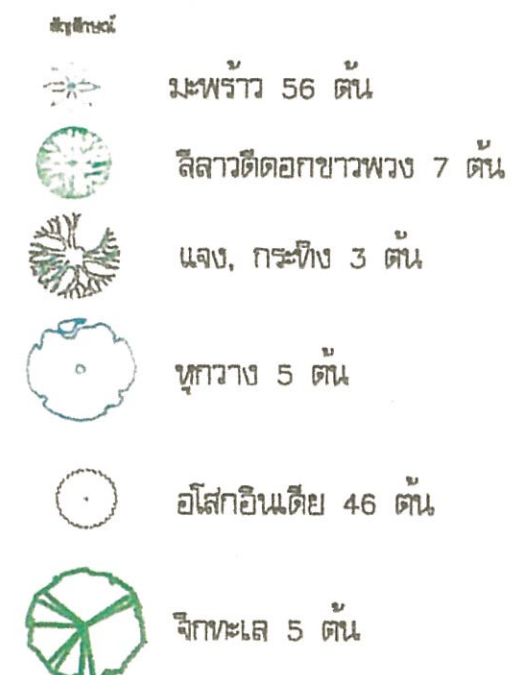 สัญลักษณ์
มะพร้าว 56 ต้น
ลีลาวดีดอกขาวพวง 7 ต้น
แจง, กระทิง 3 ต้น
หูกวาง 5 ต้น
อโศกอินเดีย 46 ต้น
จิกทะเล 5 ต้น